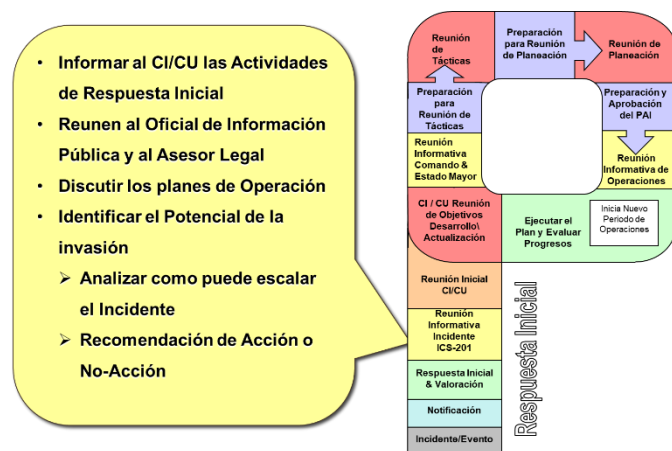 • Informar al CI/CU las Actividades
de Respuesta Inicial
• Reunen al Oficial de Información
Pública y al Asesor Legal
• Discutir los planes de Operación
• Identificar el Potencial de la
invasión
➢ Analizar como puede escalar
el Incidente
➢ Recomendación de Acción o
No-Acción
Reunión
de
Tácticas
Preparación
para Reunión
de Planeación
Reunión de
Planeación
Preparación
para
Reunión de
Tácticas
Preparación y
Aprobación
del PAI
Reunión
Informativa
Comando &
Estado Mayor
Reunión
Informativa de
Operaciones
CI / CU Reunión
de Objetivos
Desarrollo\
Actualización
Ejecutar el
Plan y Evaluar
Progresos
Inicia Nuevo
Periodo de
Operaciones
Reunión Inicial
CI/CU
Reunión
Informativa
Incidente
ICS-201
Respuesta Inicial
& Valoración
Notificación
Incidente/Evento
Respuesta Inicial